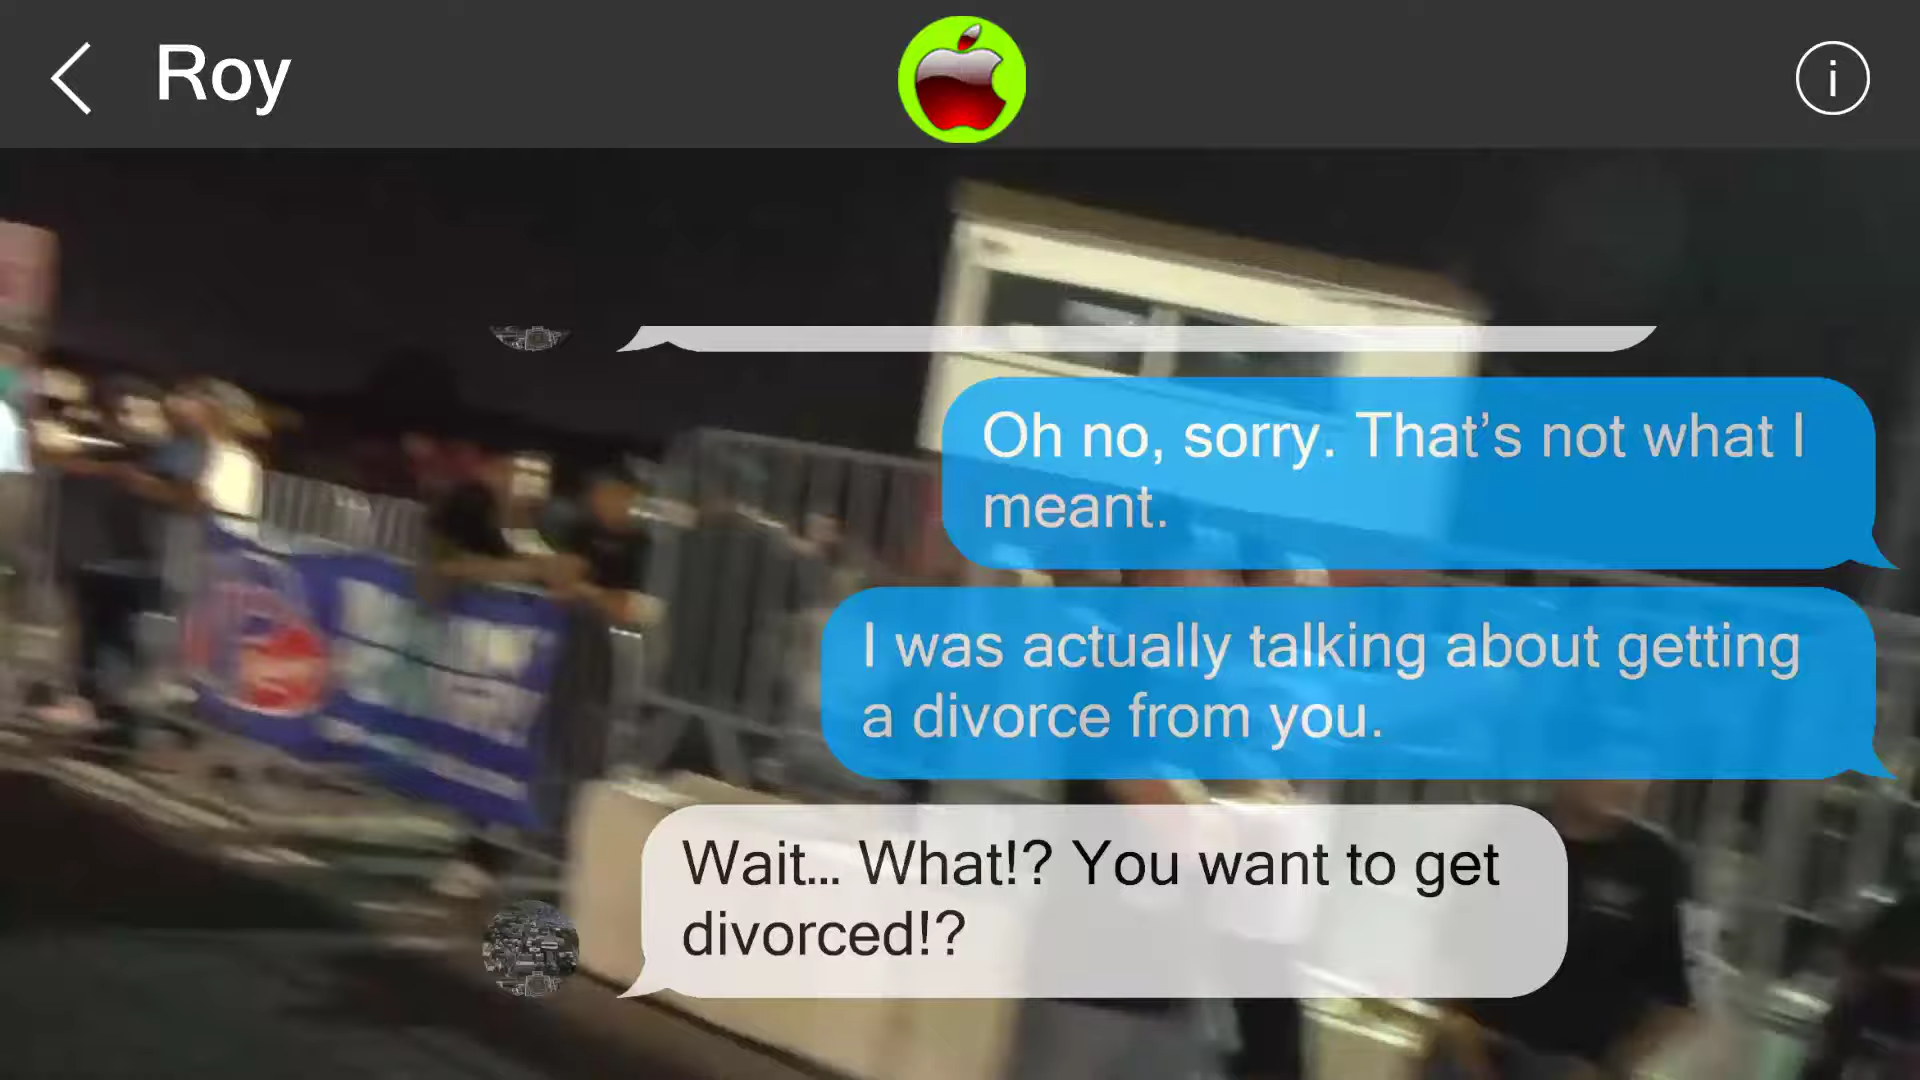 Roy
Oh no, sorry. That’s not what I
meant.
I was actually talking about getting
a divorce from you.
Wait... What!? You want to get
divorced!?